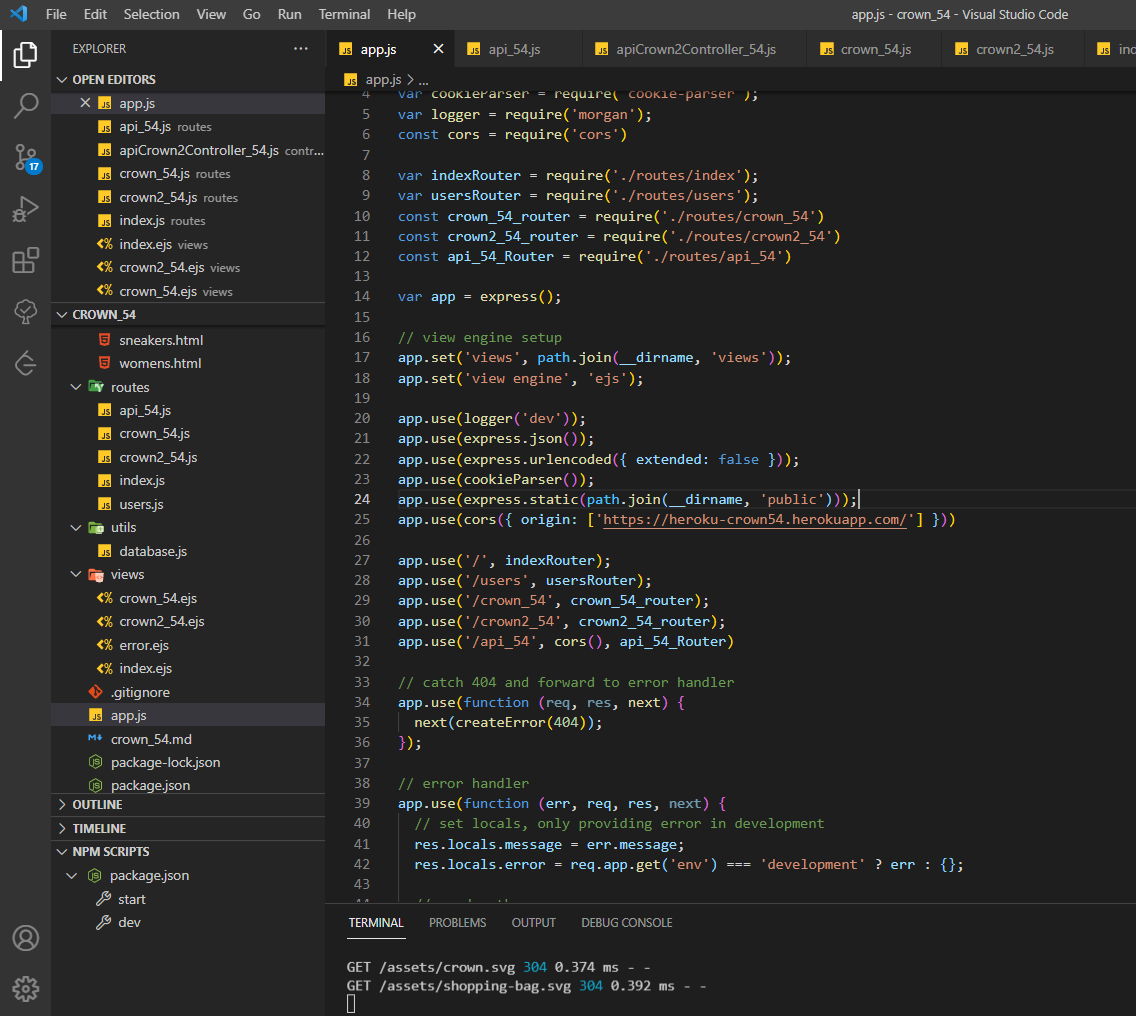 File Edit Selection View Go Run Terminal Help
app.js - crown_54 - Visual Studio Code
EXPLORER
OPEN EDITORS
app.js
api_54.js routes
apiCrown2Controller_54.js contr...
crown_54.js routes
crown2_54.js routes
index.js routes
index.ejs views
crown2_54.ejs views
crown_54.ejs views
CROWN_54
sneakers.html
womens.html
routes
api_54.js
crown_54.js
crown2_54.js
index.js
users.js
utils
database.js
views
crown_54.ejs
crown2_54.ejs
error.ejs
index.ejs
.gitignore
app.js
crown_54.md
package-lock.json
package.json
OUTLINE
TIMELINE
NPM SCRIPTS
package.json
start
dev
17
app.js api_54.js apiCrown2Controller_54.js crown_54.js crown2_54.js
app.js > ...
4 var cookieParser = require('cookie-parser');
5 var logger = require('morgan');
6 const cors = require('cors')
7
8 var indexRouter = require('./routes/index');
9 var usersRouter = require('./routes/users');
10 const crown_54_router = require('./routes/crown_54')
11 const crown2_54_router = require('./routes/crown2_54')
12 const api_54_Router = require('./routes/api_54')
13
14 var app = express();
15
16 // view engine setup
17 app.set('views', path.join(__dirname, 'views'));
18 app.set('view engine', 'ejs');
19
20 app.use(logger('dev'));
21 app.use(express.json());
22 app.use(express.urlencoded({ extended: false }));
23 app.use(cookieParser());
24 app.use(express.static(path.join(__dirname, 'public')));
25 app.use(cors({ origin: ['https://heroku-crown54.herokuapp.com/'] }))
26
27 app.use('/', indexRouter);
28 app.use('/users', usersRouter);
29 app.use('/crown_54', crown_54_router);
30 app.use('/crown2_54', crown2_54_router);
31 app.use('/api_54', cors(), api_54_Router)
32
33 // catch 404 and forward to error handler
34 app.use(function (req, res, next) {
35 next(createError(404));
36 });
37
38 // error handler
39 app.use(function (err, req, res, next) {
40 // set locals, only providing error in development
41 res.locals.message = err.message;
42 res.locals.error = req.app.get('env') === 'development' ? err : {};
43
TERMINAL PROBLEMS OUTPUT DEBUG CONSOLE
GET /assets/crown.svg 304 0.374 ms - -
GET /assets/shopping-bag.svg 304 0.392 ms - -